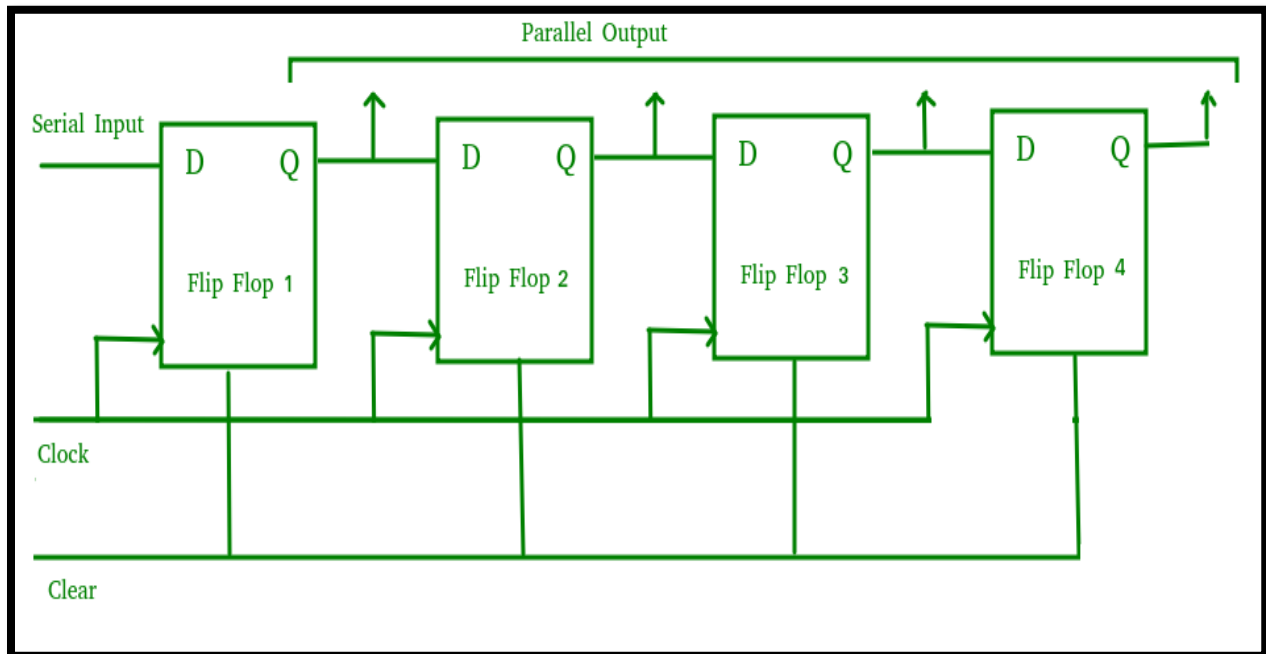 Parallel Output
Serial Input
D Q
D Q
D Q
D Q
Flip Flop 1
Flip Flop 2
Flip Flop 3
Flip Flop 4
Clock
Clear